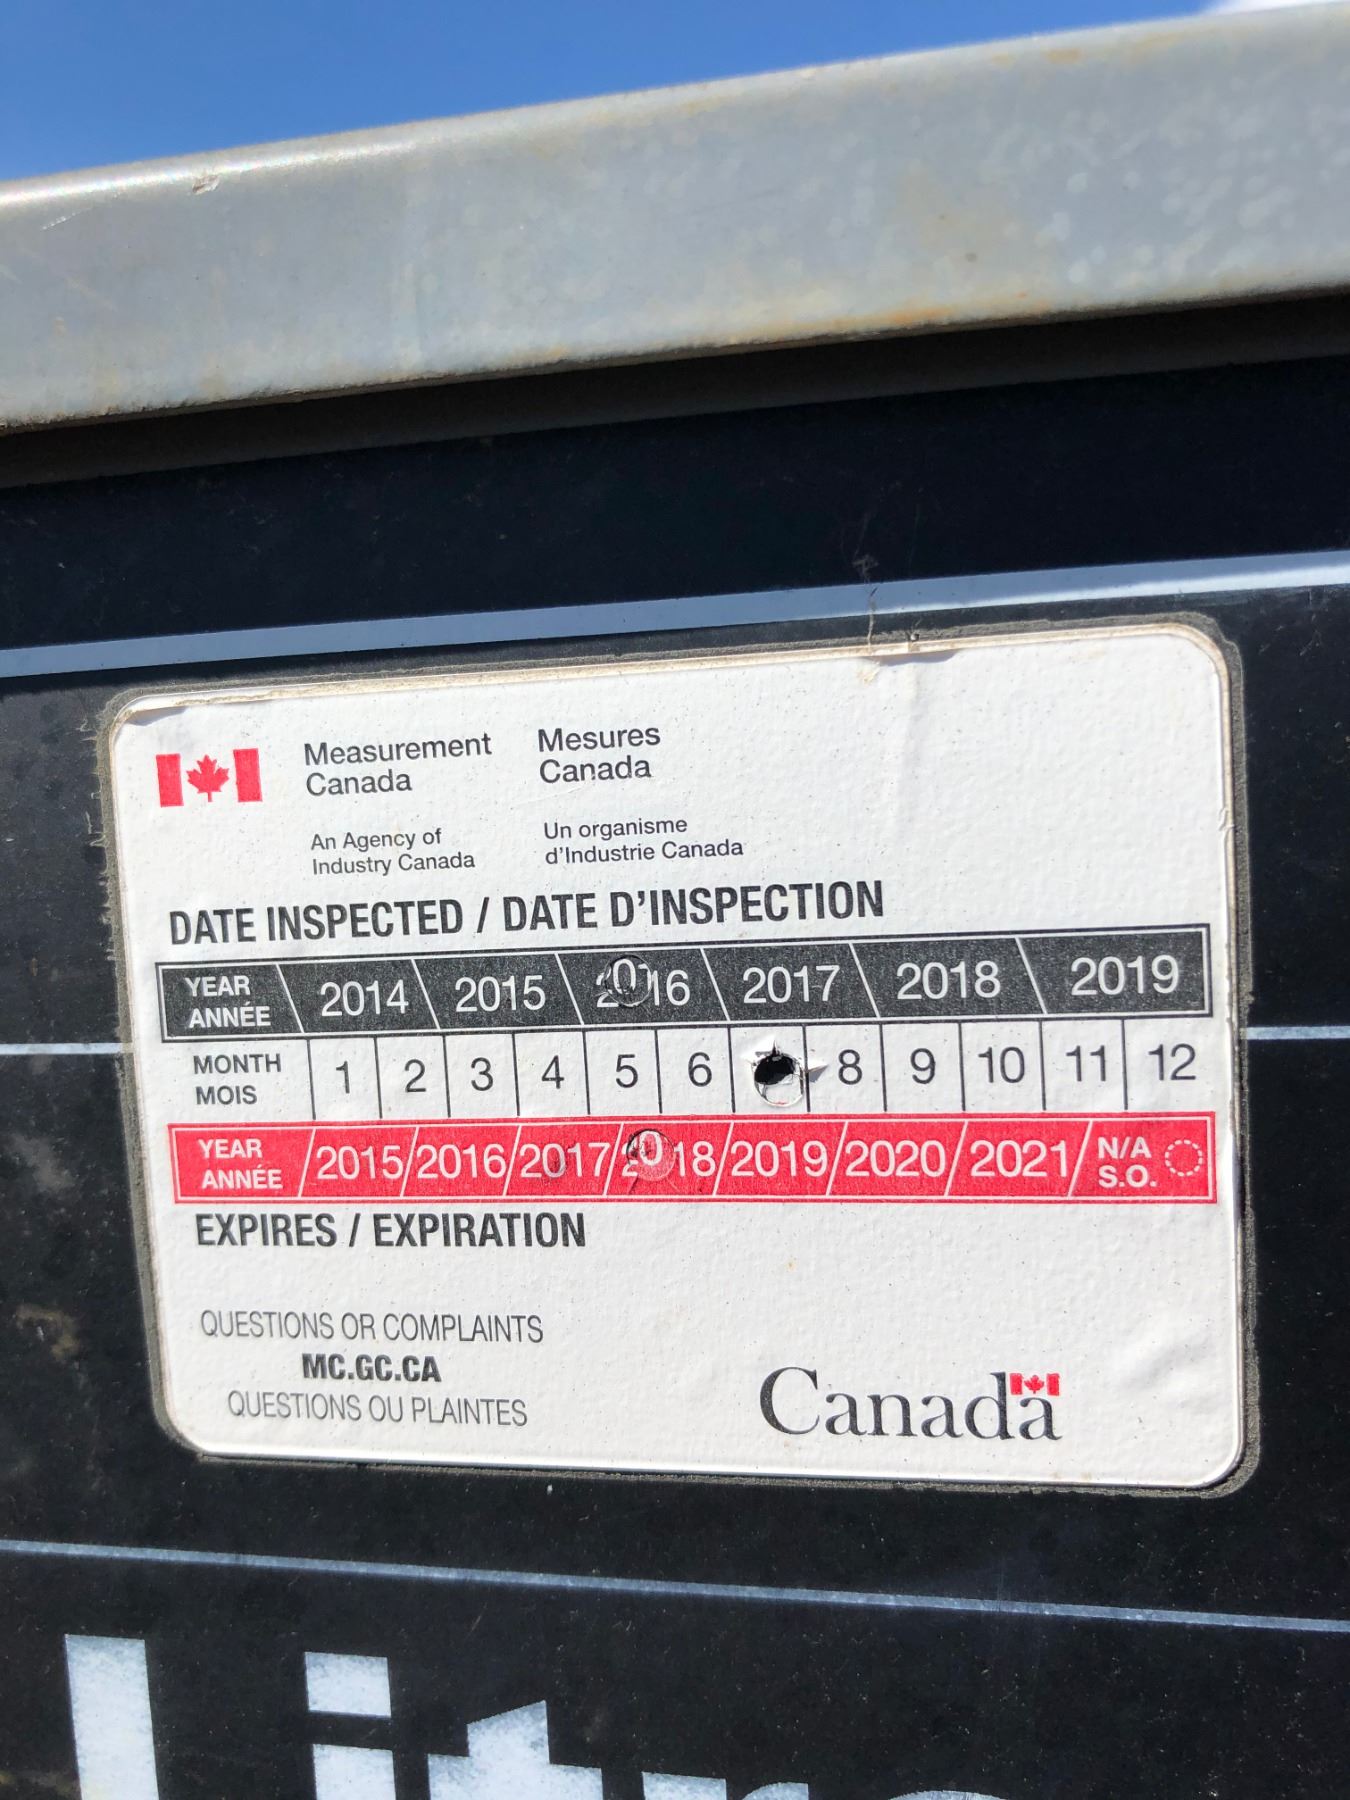 Measurement Canada
Mesures Canada
An Agency of Industry Canada
Un organisme d'Industrie Canada
DATE INSPECTED / DATE D'INSPECTION
YEAR ANNÉE 2014 2015 2016 2017 2018 2019
MONTH MOIS 1 2 3 4 5 6 8 9 10 11 12
YEAR ANNÉE 2015 2016 2017 2018 2019 2020 2021 N/A S.O.
EXPIRES / EXPIRATION
QUESTIONS OR COMPLAINTS
MC.GC.CA
QUESTIONS OU PLAINTES
Canada